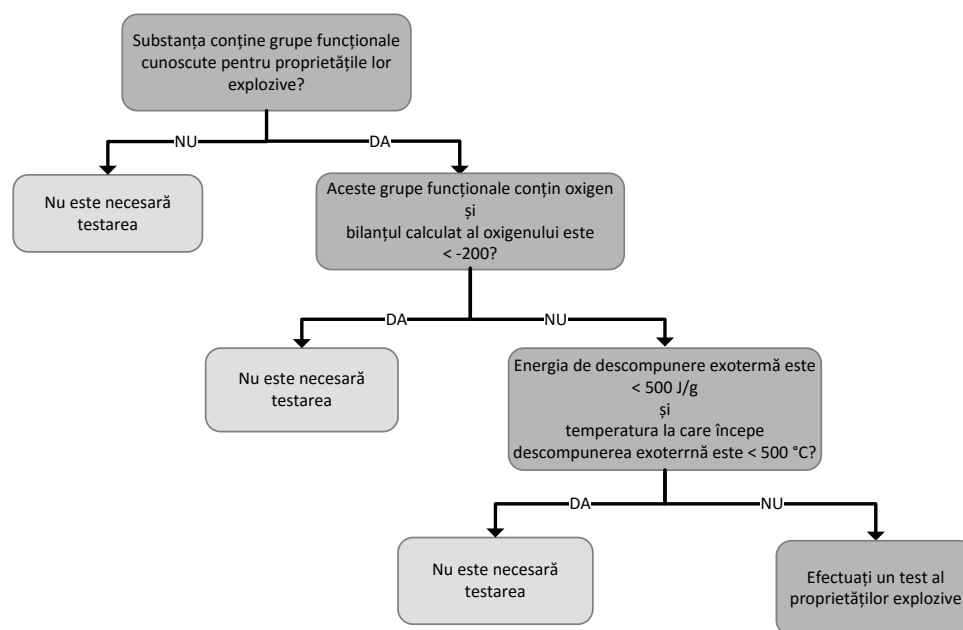 Substanța conține grupe funcționale
cunoscute pentru proprietățile lor
explozive?
NU
DA
Nu este necesară
testarea
Aceste grupe funcționale conțin oxigen
și
bilanțul calculat al oxigenului este
< -200?
DA
NU
Nu este necesară
testarea
Energia de descompunere exotermă este
< 500 J/g
și
temperatura la care începe
descompunerea exoterrnă este < 500 °C?
DA
NU
Nu este necesară
testarea
Efectuați un test al
proprietăților explozive